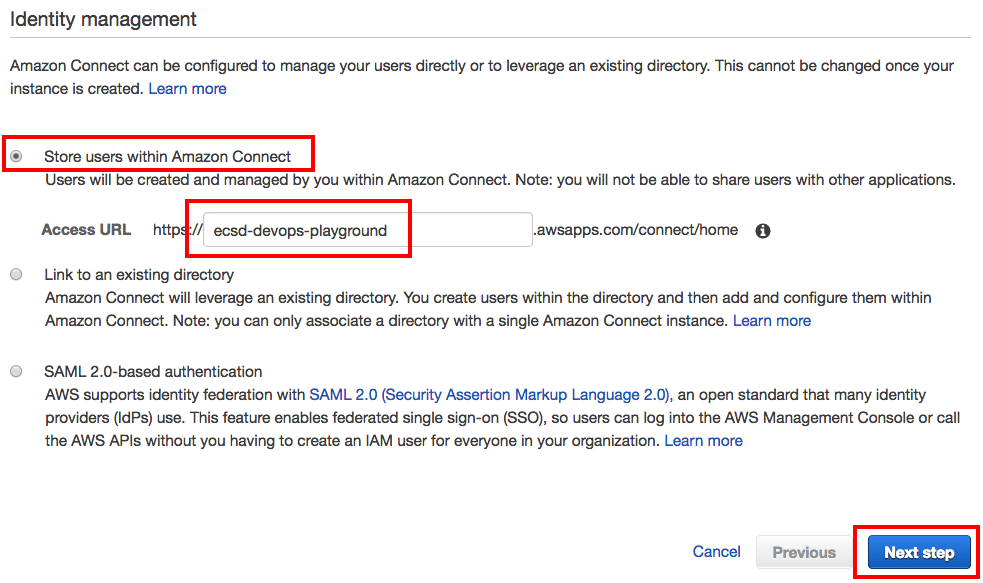 Identity management
Amazon Connect can be configured to manage your users directly or to leverage an existing directory. This cannot be changed once your
instance is created. Learn more
Store users within Amazon Connect
Users will be created and managed by you within Amazon Connect. Note: you will not be able to share users with other applications.
Access URL https:// ecsd-devops-playground .awsapps.com/connect/home
Link to an existing directory
Amazon Connect will leverage an existing directory. You create users within the directory and then add and configure them within
Amazon Connect. Note: you can only associate a directory with a single Amazon Connect instance. Learn more
SAML 2.0-based authentication
AWS supports identity federation with SAML 2.0 (Security Assertion Markup Language 2.0), an open standard that many identity
providers (IdPs) use. This feature enables federated single sign-on (SSO), so users can log into the AWS Management Console or call
the AWS APIs without you having to create an IAM user for everyone in your organization. Learn more
Cancel Previous Next step